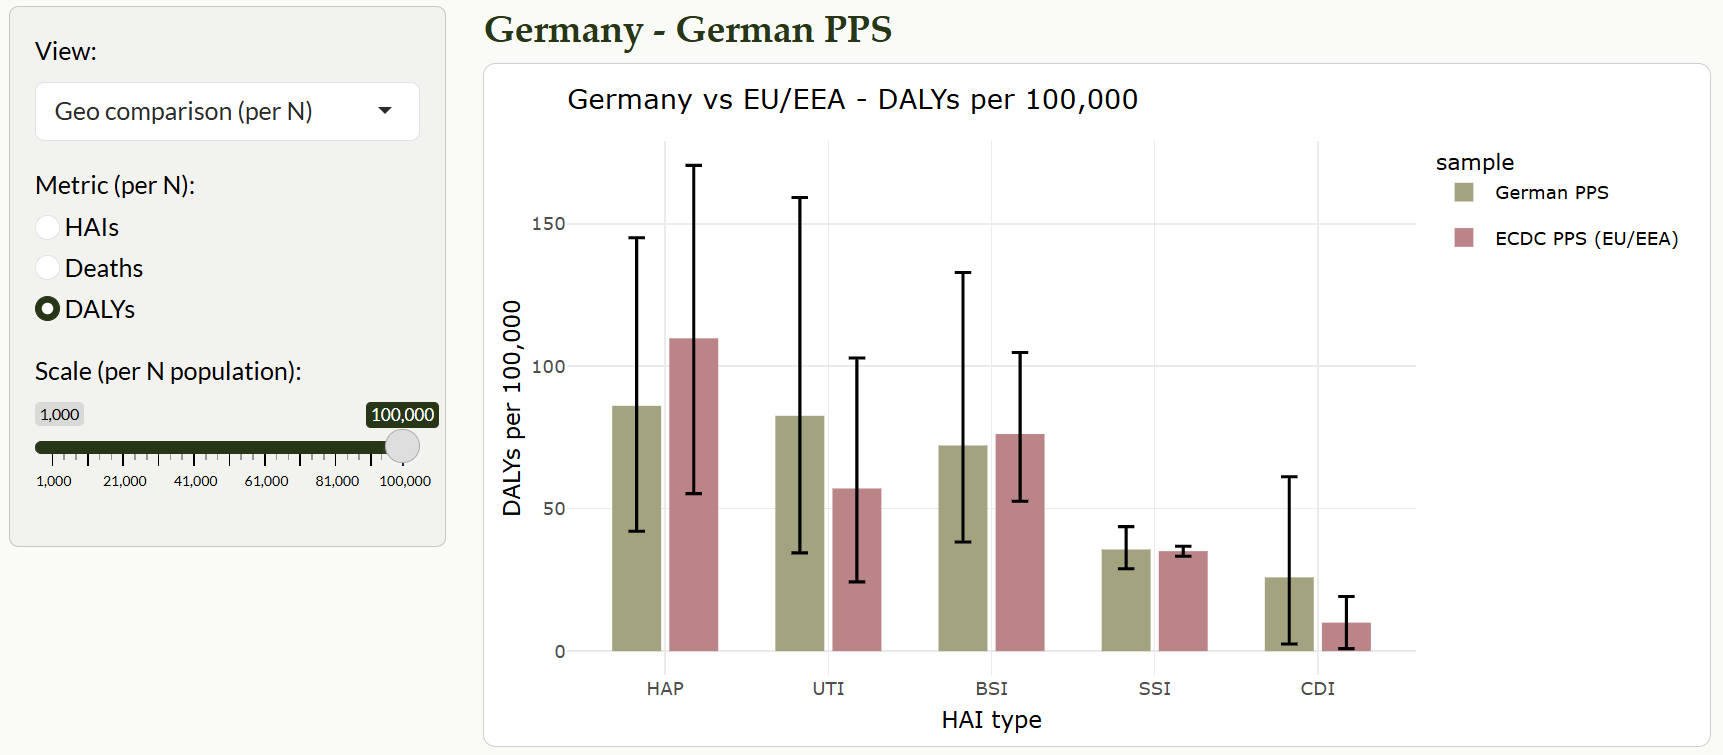 View:
Geo comparison (per N)
Metric (per N):
HAIs
Deaths
DALYs
Scale (per N population):
1,000 100,000
1,000 21,000 41,000 61,000 81,000 100,000
Germany - German PPS
Germany vs EU/EEA - DALYs per 100,000
DALYs per 100,000
150
100
50
0
HAP UTI BSI SSI CDI
HAI type
sample
German PPS
ECDC PPS (EU/EEA)